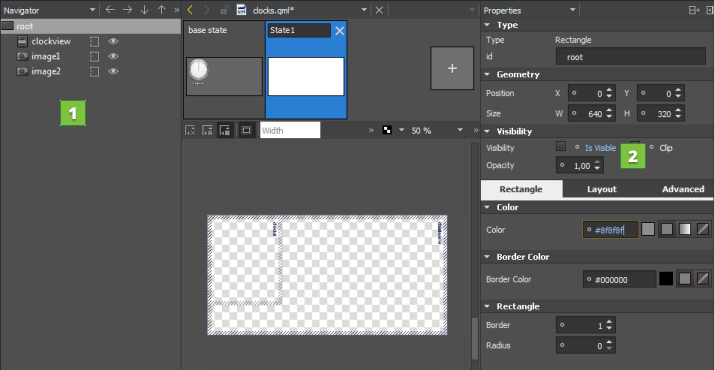 Navigator
clocks.qml*
Properties
root
clockview
image1
image2
1
base state
State1
+
Width
50 %
Type
Type Rectangle
id root
Geometry
Position X 0 Y 0
Size W 640 H 320
Visibility
Visibility Is Visible 2 Clip
Opacity 1,00
Rectangle Layout Advanced
Color
Color #8f8f8f
Border Color
Border Color #000000
Rectangle
Border 1
Radius 0